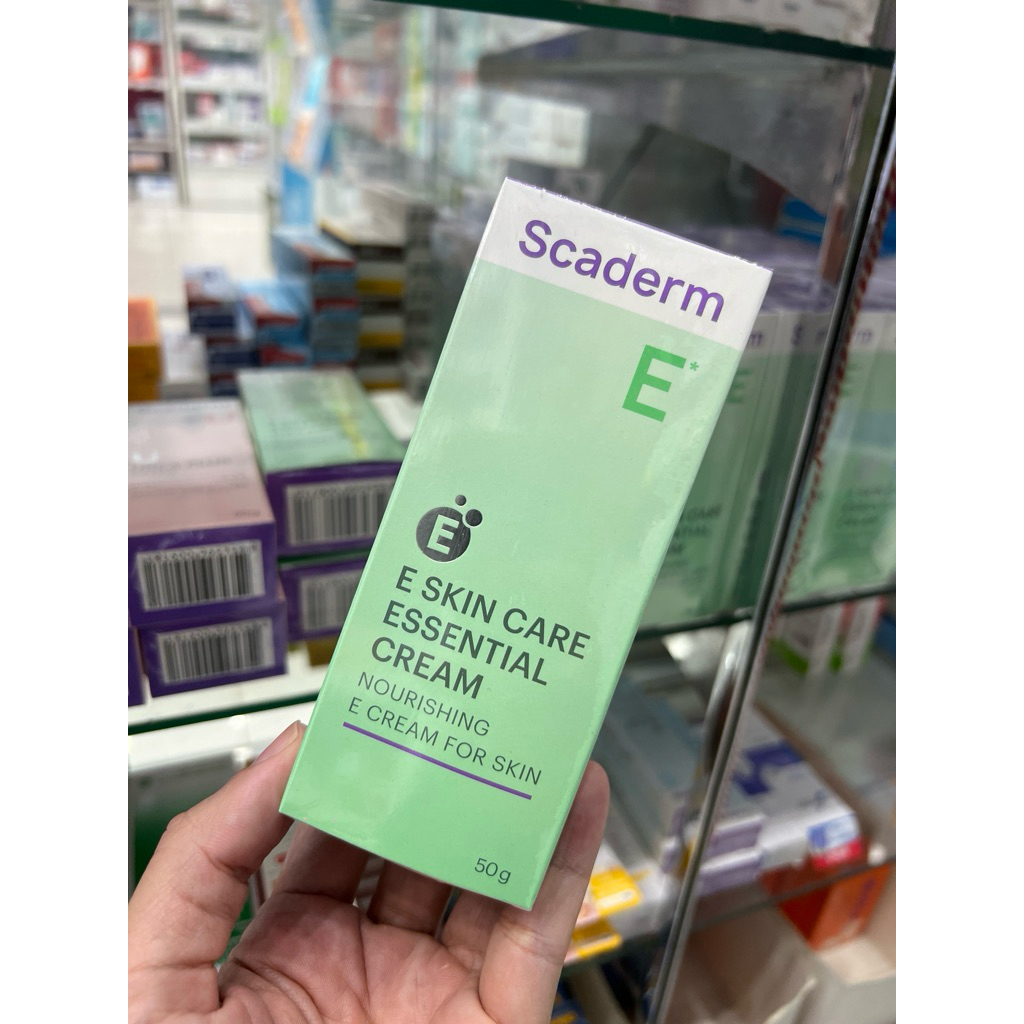 Scaderm
E*
E
E SKIN CARE
ESSENTIAL
CREAM
NOURISHING
E CREAM FOR SKIN
50g